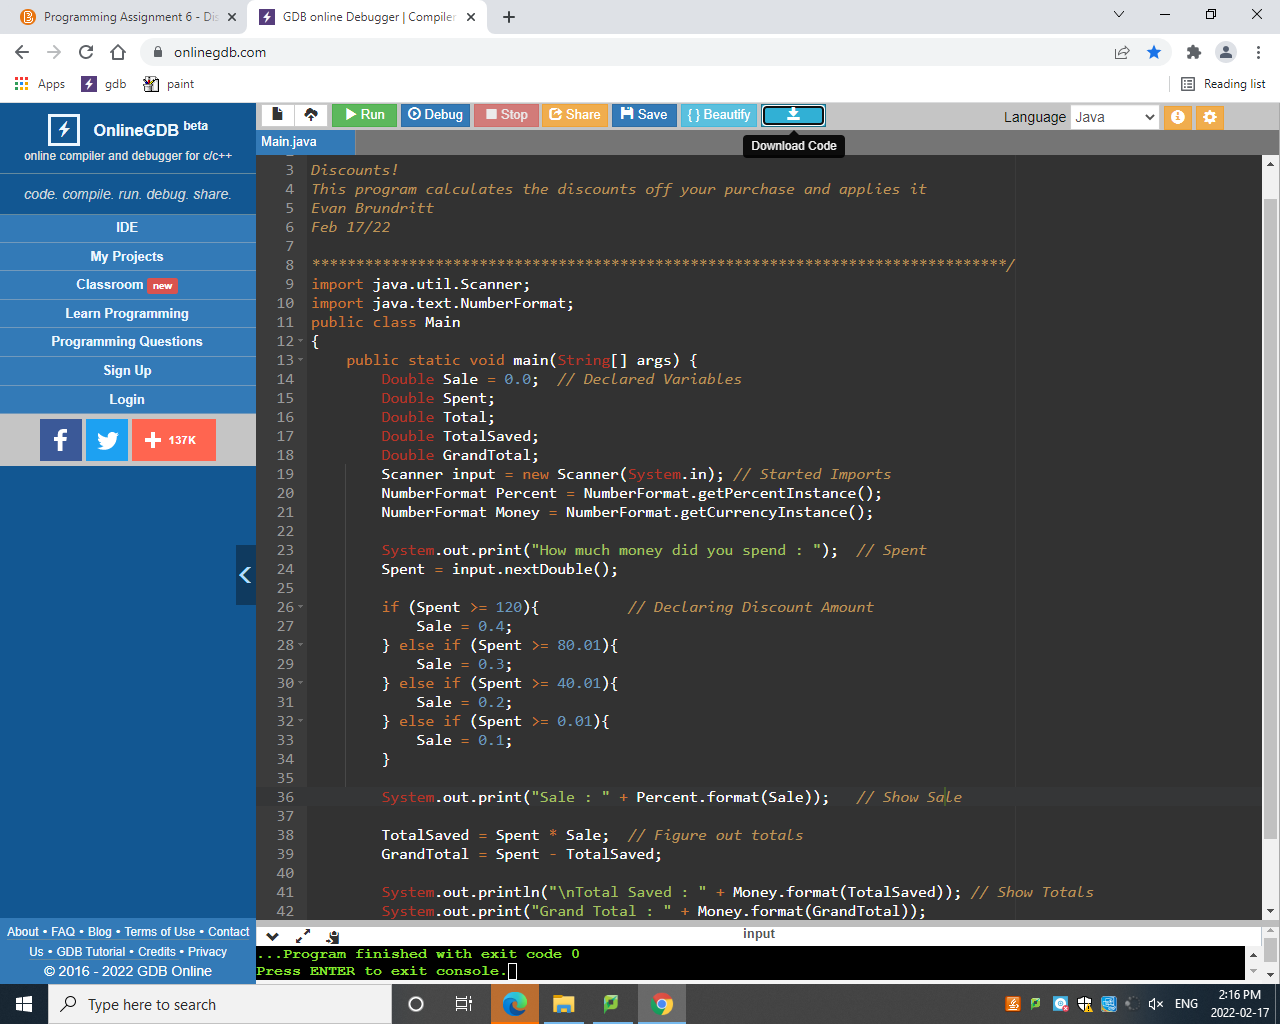 Programming Assignment 6 - Dis
GDB online Debugger | Compiler
onlinegdb.com
Apps
gdb
paint
Reading list
OnlineGDB beta
online compiler and debugger for c/c++
code. compile. run. debug. share.
IDE
My Projects
Classroom new
Learn Programming
Programming Questions
Sign Up
Login
137K
About • FAQ • Blog • Terms of Use • Contact
Us • GDB Tutorial • Credits • Privacy
© 2016 - 2022 GDB Online
Run
Debug
Stop
Share
Save
{ } Beautify
Language Java
Download Code
Main.java
3 Discounts!
4 This program calculates the discounts off your purchase and applies it
5 Evan Brundritt
6 Feb 17/22
7
8 *******************************************************************************/
9 import java.util.Scanner;
10 import java.text.NumberFormat;
11 public class Main
12 {
13     public static void main(String[] args) {
14         Double Sale = 0.0;  // Declared Variables
15         Double Spent;
16         Double Total;
17         Double TotalSaved;
18         Double GrandTotal;
19         Scanner input = new Scanner(System.in); // Started Imports
20         NumberFormat Percent = NumberFormat.getPercentInstance();
21         NumberFormat Money = NumberFormat.getCurrencyInstance();
22
23         System.out.print("How much money did you spend : ");  // Spent
24         Spent = input.nextDouble();
25
26         if (Spent >= 120){          // Declaring Discount Amount
27             Sale = 0.4;
28         } else if (Spent >= 80.01){
29             Sale = 0.3;
30         } else if (Spent >= 40.01){
31             Sale = 0.2;
32         } else if (Spent >= 0.01){
33             Sale = 0.1;
34         }
35
36         System.out.print("Sale : " + Percent.format(Sale));   // Show Sale
37
38         TotalSaved = Spent * Sale;  // Figure out totals
39         GrandTotal = Spent - TotalSaved;
40
41         System.out.println("\nTotal Saved : " + Money.format(TotalSaved)); // Show Totals
42         System.out.print("Grand Total : " + Money.format(GrandTotal));
input
...Program finished with exit code 0
Press ENTER to exit console.
Type here to search
ENG
2:16 PM
2022-02-17